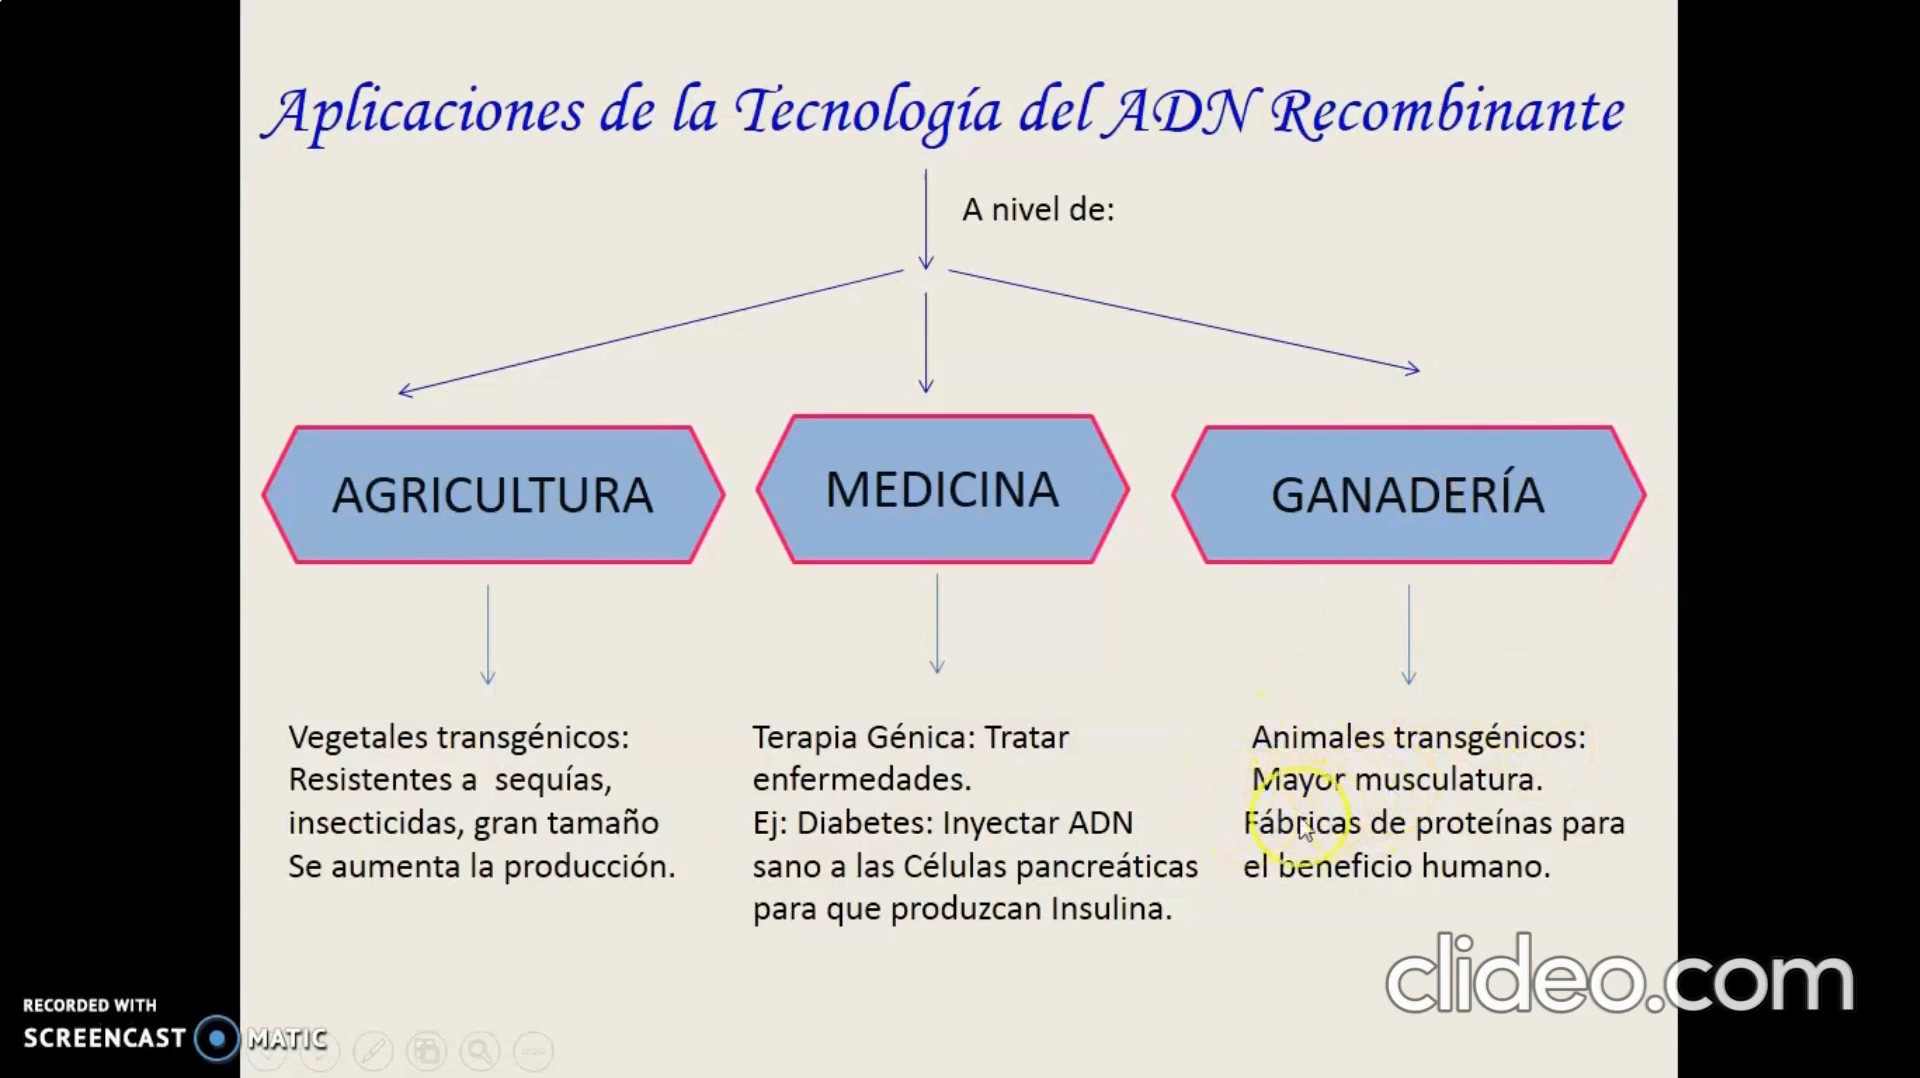 Aplicaciones de la Tecnología del ADN Recombinante
A nivel de:
AGRICULTURA
MEDICINA
GANADERÍA
Vegetales transgénicos:
Resistentes a sequías,
insecticidas, gran tamaño
Se aumenta la producción.
Terapia Génica: Tratar
enfermedades.
Ej: Diabetes: Inyectar ADN
sano a las Células pancreáticas
para que produzcan Insulina.
Animales transgénicos:
Mayor musculatura.
Fábricas de proteínas para
el beneficio humano.
clideo.com
RECORDED WITH
SCREENCAST MATIC